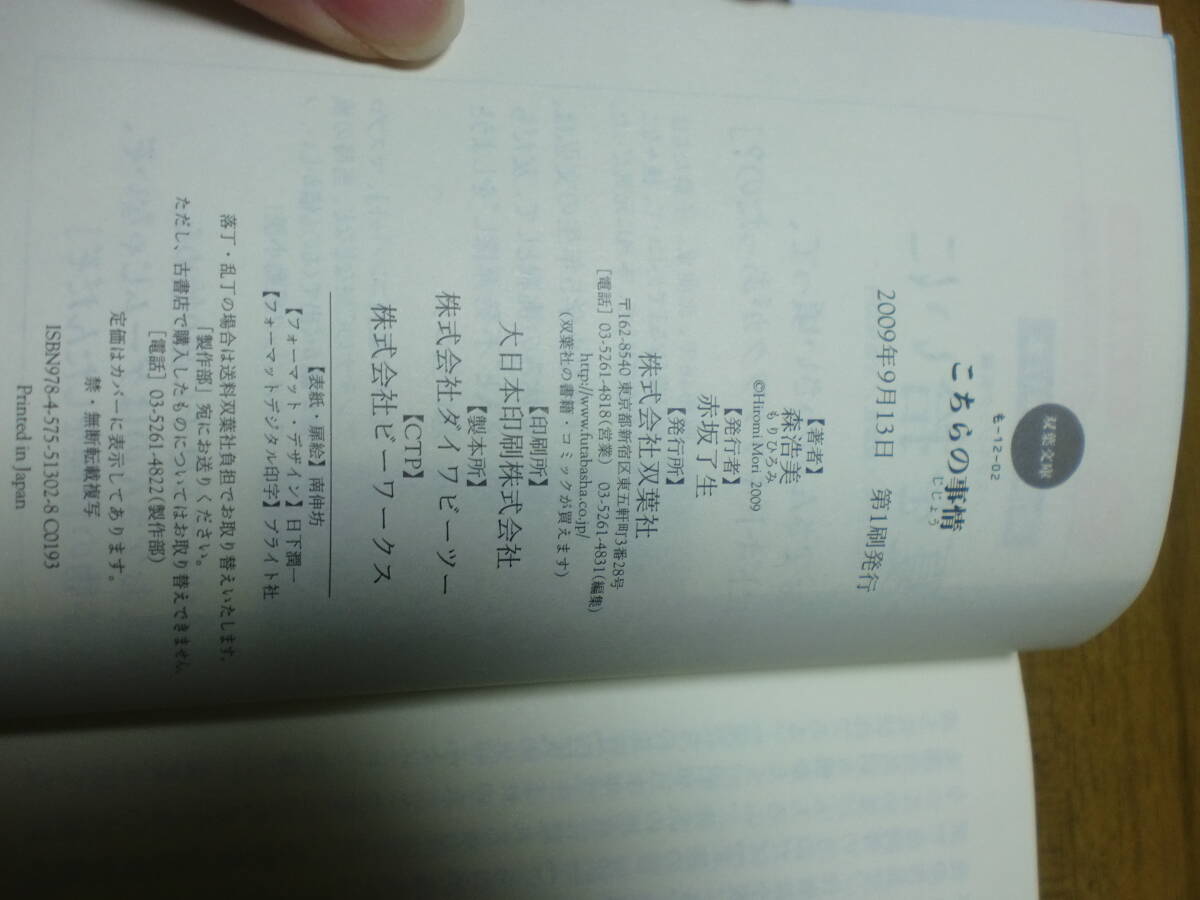 双葉文庫
も-12-02
こちらの事情
じじょう
2009年9月13日　第1刷発行
【著者】
森浩美
もりひろみ
©Hiromi Mori 2009
【発行者】
赤坂了生
【発行所】
株式会社双葉社
〒162-8540 東京都新宿区東五軒町3番28号
［電話］03-5261-4818(営業)　03-5261-4831(編集)
http://www.futabasha.co.jp/
(双葉社の書籍・コミックが買えます)
【印刷所】
大日本印刷株式会社
【製本所】
株式会社ダイワビーツー
【CTP】
株式会社ビーワークス
【表紙・扉絵】南伸坊
【フォーマット・デザイン】日下潤一
【フォーマットデジタル印字】ブライト社
落丁・乱丁の場合は送料双葉社負担でお取り替えいたします。
「製作部」宛にお送りください。
ただし、古書店で購入したものについてはお取り替えできません
［電話］03-5261-4822(製作部)
定価はカバーに表示してあります。
禁・無断転載複写
ISBN978-4-575-51302-8 C0193
Printed in Japan